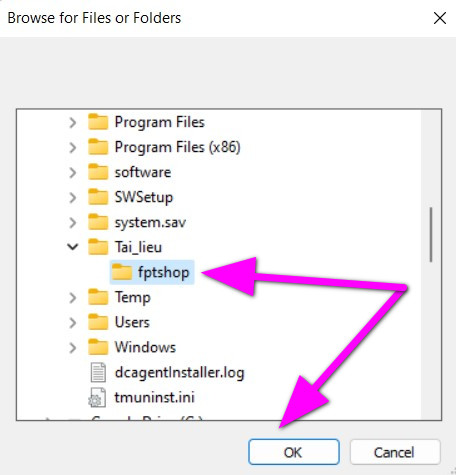 Browse for Files or Folders
Program Files
Program Files (x86)
software
SWSetup
system.sav
Tai_lieu
fptshop
Temp
Users
Windows
dcagentInstaller.log
tmuninst.ini
OK
Cancel